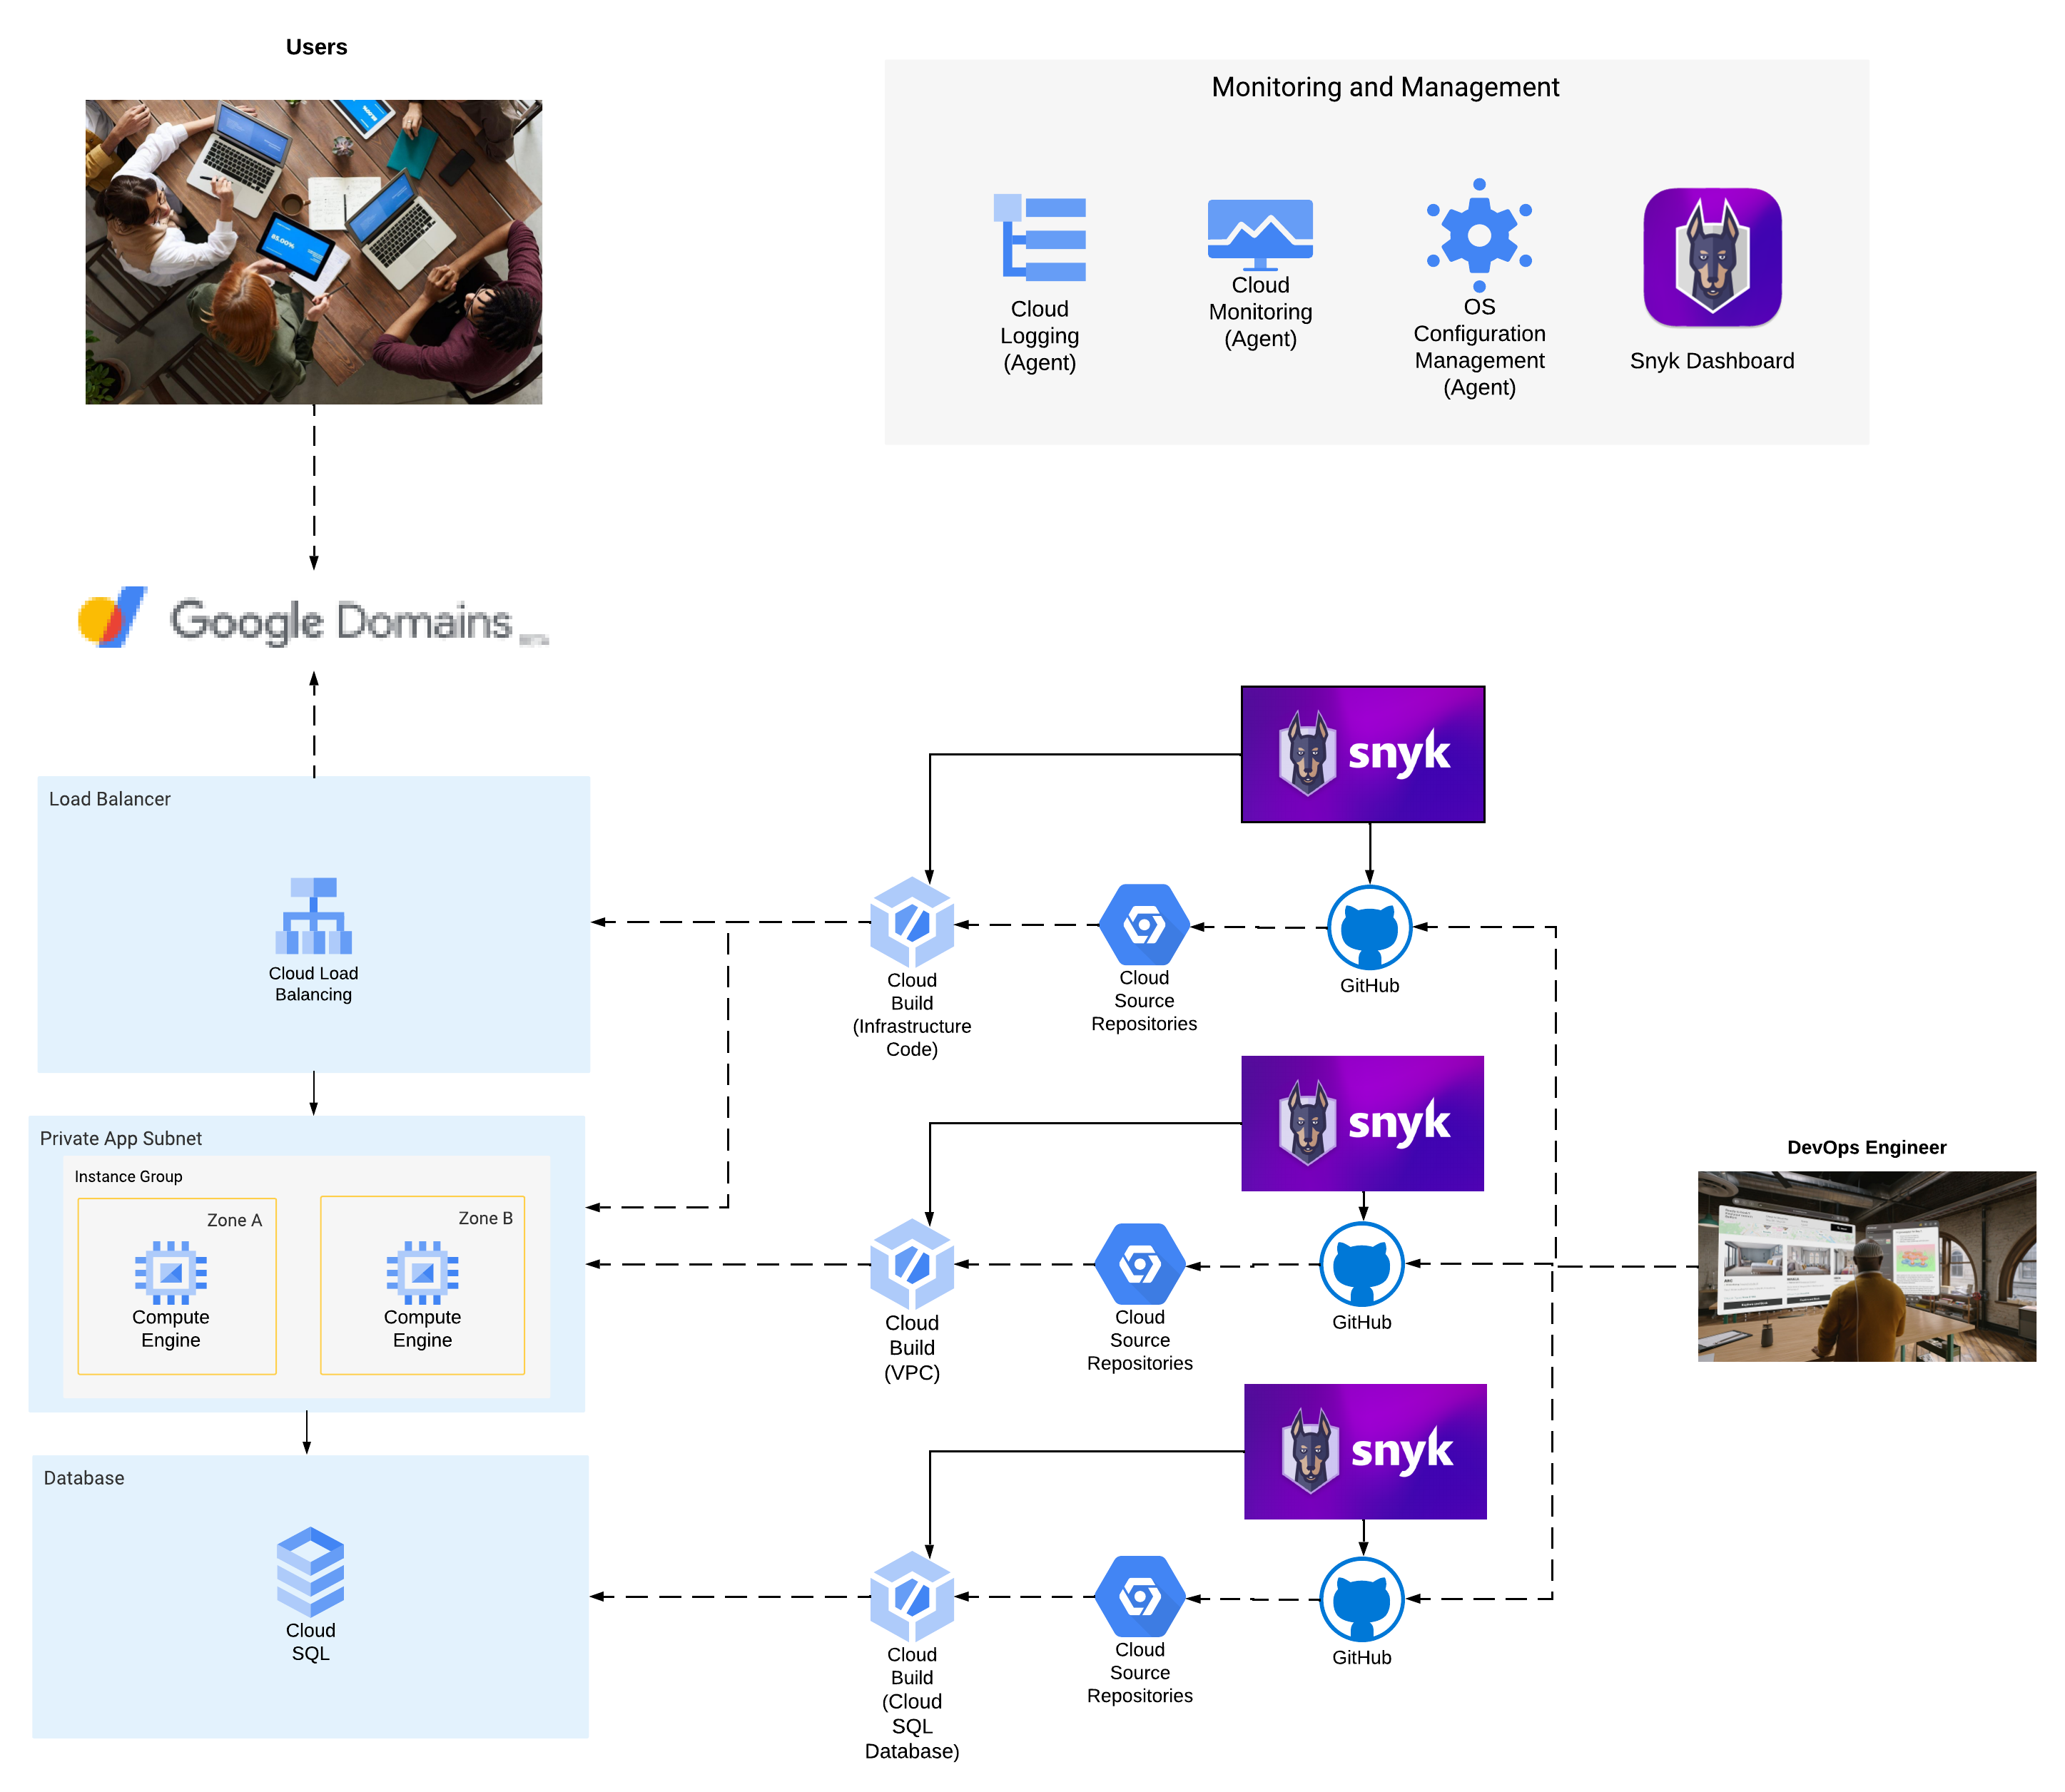 Users
Monitoring and Management
85.00%
Cloud
Logging
(Agent)
Cloud
Monitoring
(Agent)
OS
Configuration
Management
(Agent)
Snyk Dashboard
Google Domains
snyk
Load Balancer
Cloud Load
Balancing
Cloud
Build
(Infrastructure
Code)
Cloud
Source
Repositories
GitHub
snyk
Private App Subnet
Instance Group
Zone A
Compute
Engine
Zone B
Compute
Engine
Cloud
Build
(VPC)
Cloud
Source
Repositories
GitHub
DevOps Engineer
snyk
Database
Cloud
SQL
Cloud
Build
(Cloud
SQL
Database)
Cloud
Source
Repositories
GitHub